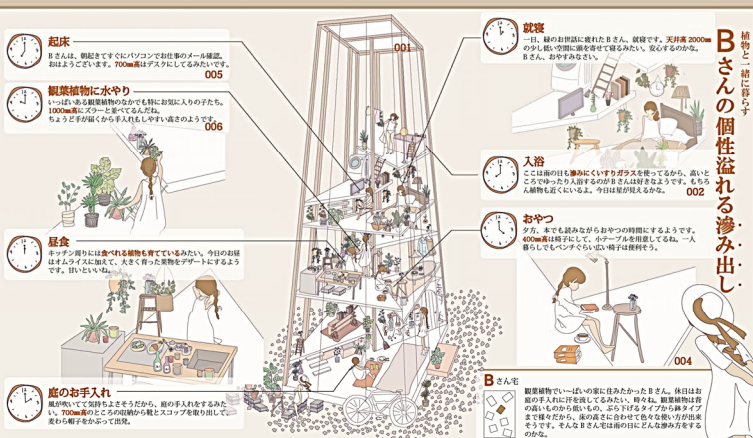 植物と一緒に暮らす
Bさんの個性溢れる滲み出し
起床
Bさんは、朝起きてすぐにパソコンでお仕事のメール確認。
おはようございます。700㎜高はデスクにしてるみたいです。
005
観葉植物に水やり
いっぱいある観葉植物のなかでも特にお気に入りの子たち。
1000㎜高にズラーと並べてるんだね。
ちょうど手が届くから手入れもしやすい高さのようです。
006
昼食
キッチン周りには食べれる植物も育てているみたい。今日のお昼
はオムライスに加えて、大きく育った果物をデザートにするよう
です。甘いといいね。
庭のお手入れ
風が吹いてて気持ちよさそうだから、庭の手入れをするみた
い。700㎜高のところの収納から靴とスコップを取り出して、
麦わら帽子をかぶって出発。
001
就寝
一日、緑のお世話に疲れたBさん、就寝です。天井高2000㎜
の少し低い空間に頭を寄せて寝るみたい。安心するのかな。
Bさん、おやすみなさい。
入浴
ここは雨の日も滲みにくいすりガラスを使ってるから、高いと
ころでゆったり入浴するのがBさんは好きなようです。もちろ
ん植物も近くにいるよ。今日は星が見えるかな。
002
おやつ
夕方、本でも読みながらおやつの時間にするようです。
400㎜高は椅子にして、小テーブルを用意してるね。一人
暮らしでもベンチぐらい広い椅子は便利そう。
004
Bさん宅
観葉植物でい〜ぱいの家に住みたかったBさん。休日はお
庭の手入れに汗を流してるみたい、時々ね。観葉植物は背
の高いものから低いもの、ぶら下げるタイプから鉢タイプ
まで様々だから、床の高さに合わせて色々な使い方が出来
そうです。そんなBさん宅は雨の日にどんな滲み方をする
のかな。